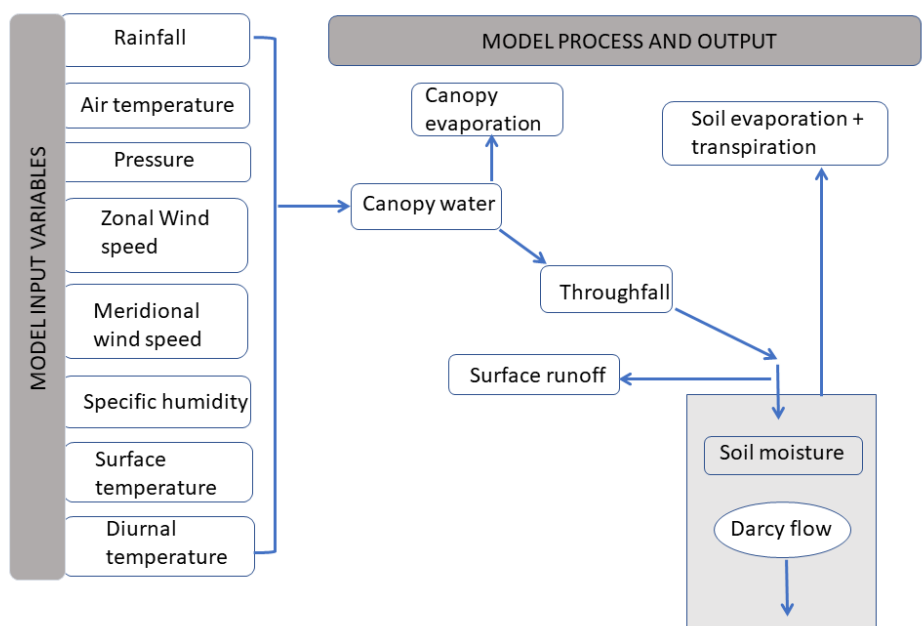 MODEL INPUT VARIABLES
Rainfall
Air temperature
Pressure
Zonal Wind
speed
Meridional
wind speed
Specific humidity
Surface
temperature
Diurnal
temperature
MODEL PROCESS AND OUTPUT
Canopy
evaporation
Soil evaporation +
transpiration
Canopy water
Throughfall
Surface runoff
Soil moisture
Darcy flow